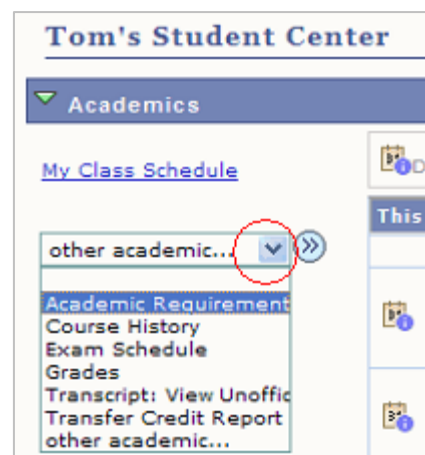 Tom's Student Center
Academics
My Class Schedule
This
other academic...
Academic Requirement
Course History
Exam Schedule
Grades
Transcript: View Unoffic
Transfer Credit Report
other academic...